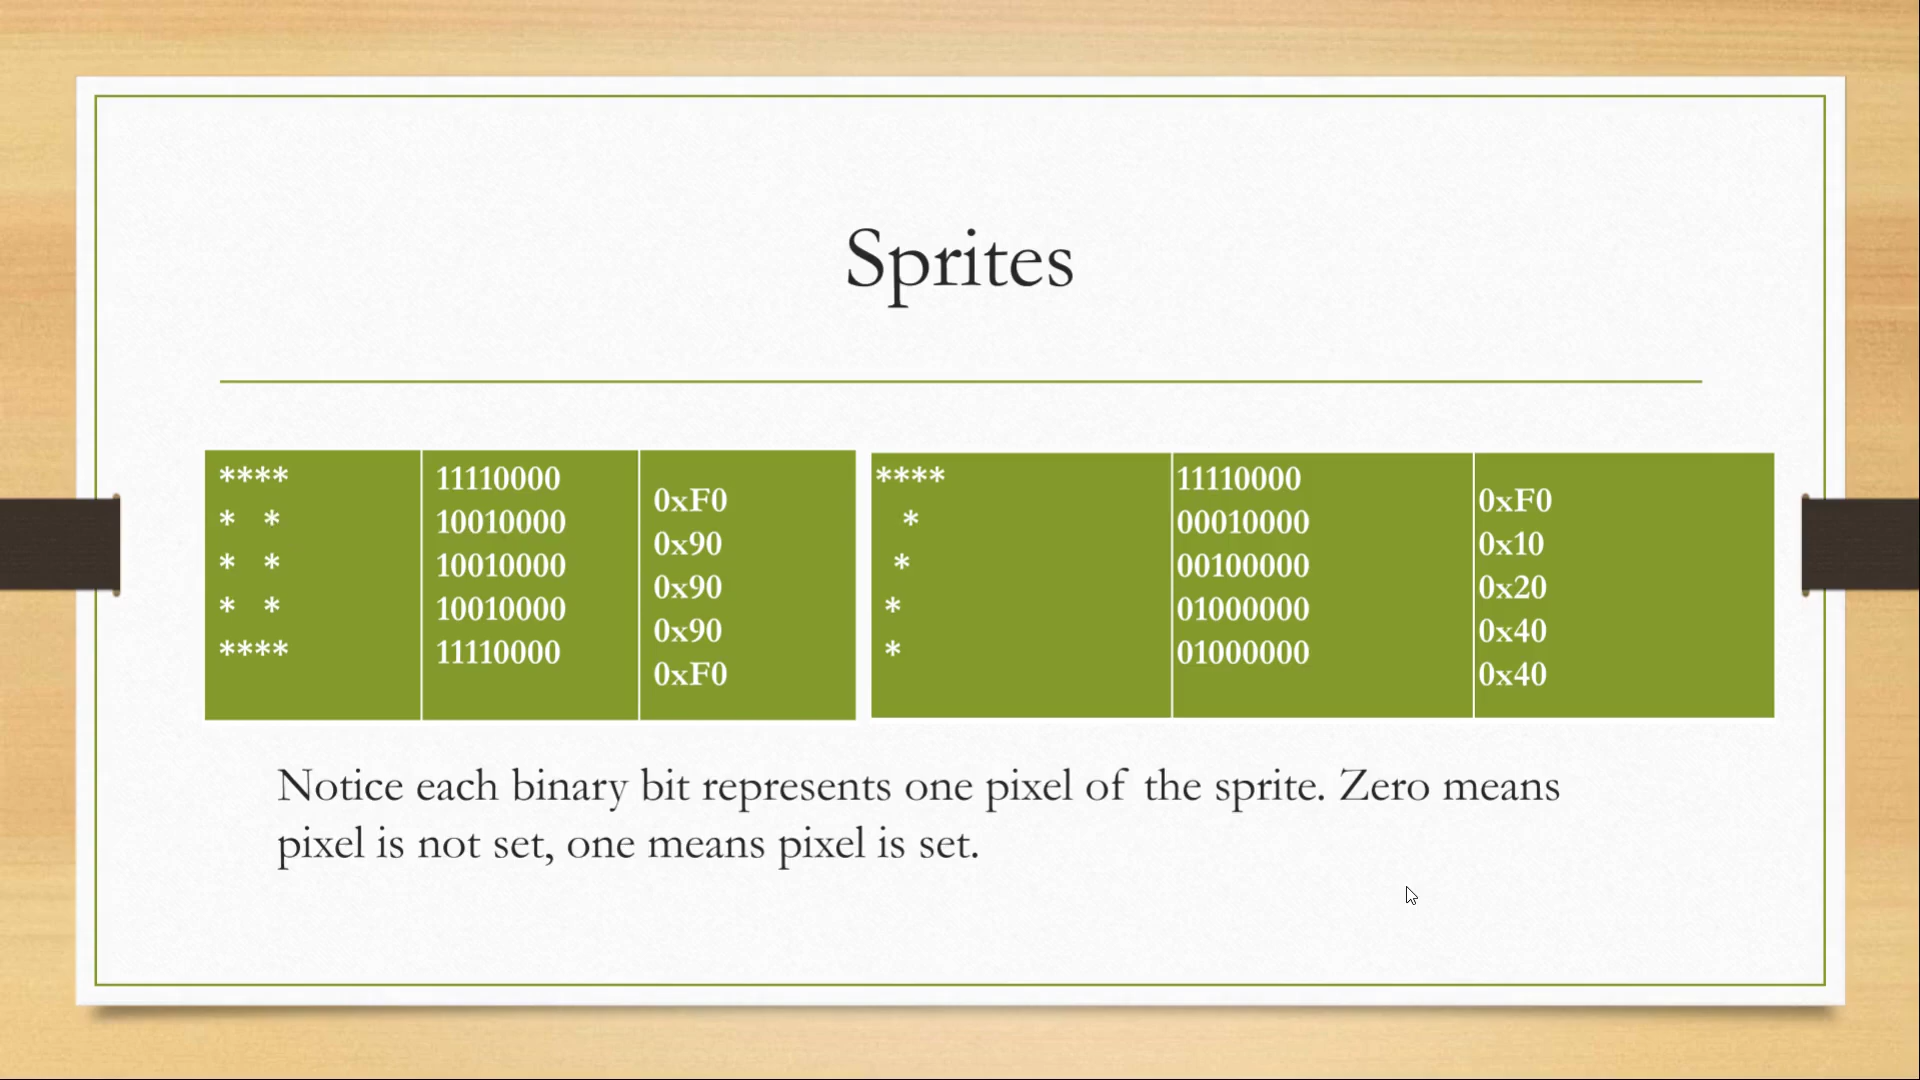 Sprites
****
*   *
*   *
*   *
****
11110000
10010000
10010000
10010000
11110000
0xF0
0x90
0x90
0x90
0xF0
****
*
*
*
*
11110000
00010000
00100000
01000000
01000000
0xF0
0x10
0x20
0x40
0x40
Notice each binary bit represents one pixel of the sprite. Zero means
pixel is not set, one means pixel is set.